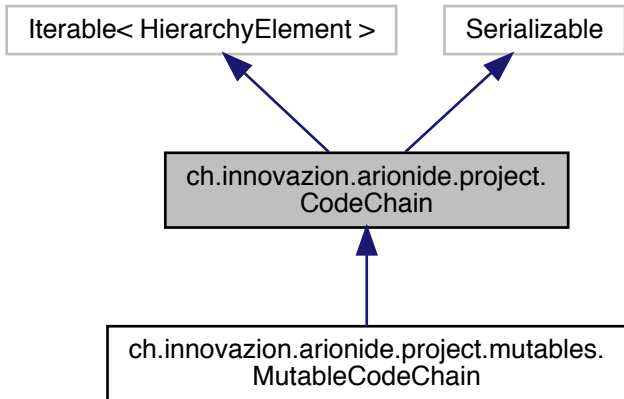 Iterable< HierarchyElement >
Serializable
ch.innovazion.arionide.project.
CodeChain
ch.innovazion.arionide.project.mutables.
MutableCodeChain